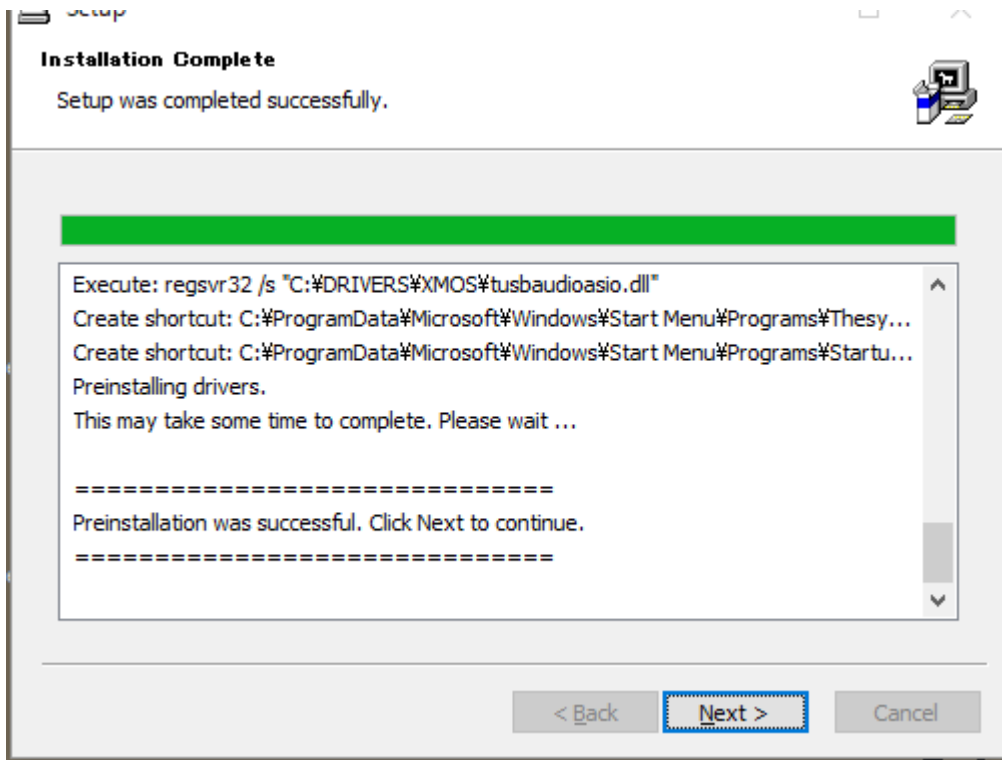 Setup
Installation Complete
Setup was completed successfully.
Execute: regsvr32 /s "C:¥DRIVERS¥XMOS¥tusbaudioasio.dll"
Create shortcut: C:¥ProgramData¥Microsoft¥Windows¥Start Menu¥Programs¥Thesy...
Create shortcut: C:¥ProgramData¥Microsoft¥Windows¥Start Menu¥Programs¥Startu...
Preinstalling drivers.
This may take some time to complete. Please wait ...
==============================
Preinstallation was successful. Click Next to continue.
==============================
< Back
Next >
Cancel